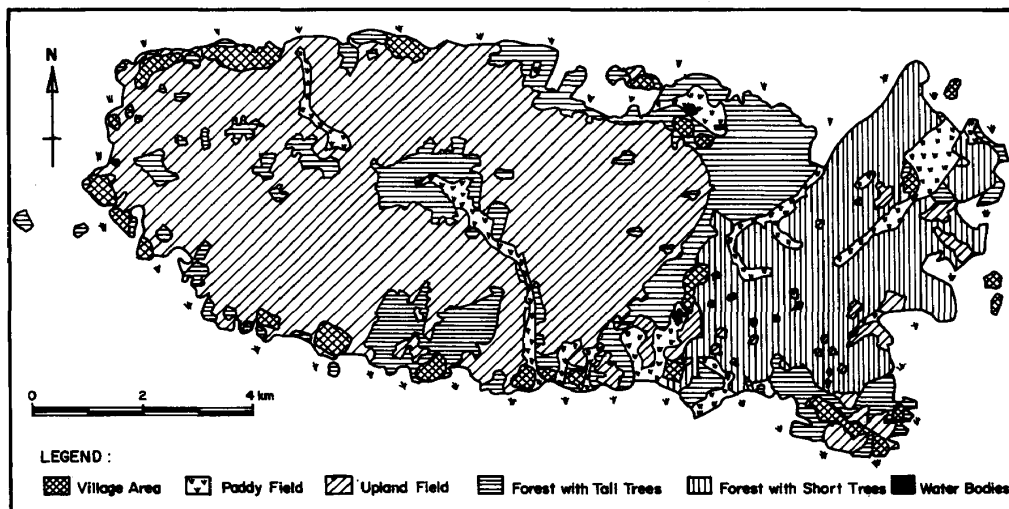 N
0 2 4 km
LEGEND :
Village Area Paddy Field Upland Field Forest with Tall Trees Forest with Short Trees Water Bodies